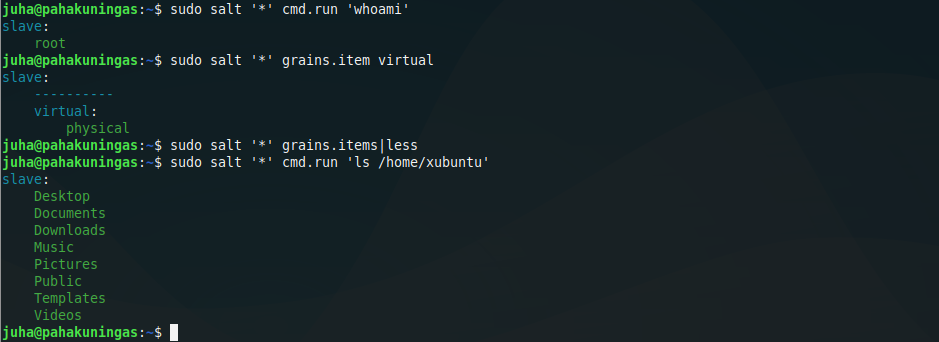 juha@pahakuningas:~$ sudo salt '*' cmd.run 'whoami'
slave:
    root
juha@pahakuningas:~$ sudo salt '*' grains.item virtual
slave:
    ----------
    virtual:
        physical
juha@pahakuningas:~$ sudo salt '*' grains.items|less
juha@pahakuningas:~$ sudo salt '*' cmd.run 'ls /home/xubuntu'
slave:
    Desktop
    Documents
    Downloads
    Music
    Pictures
    Public
    Templates
    Videos
juha@pahakuningas:~$